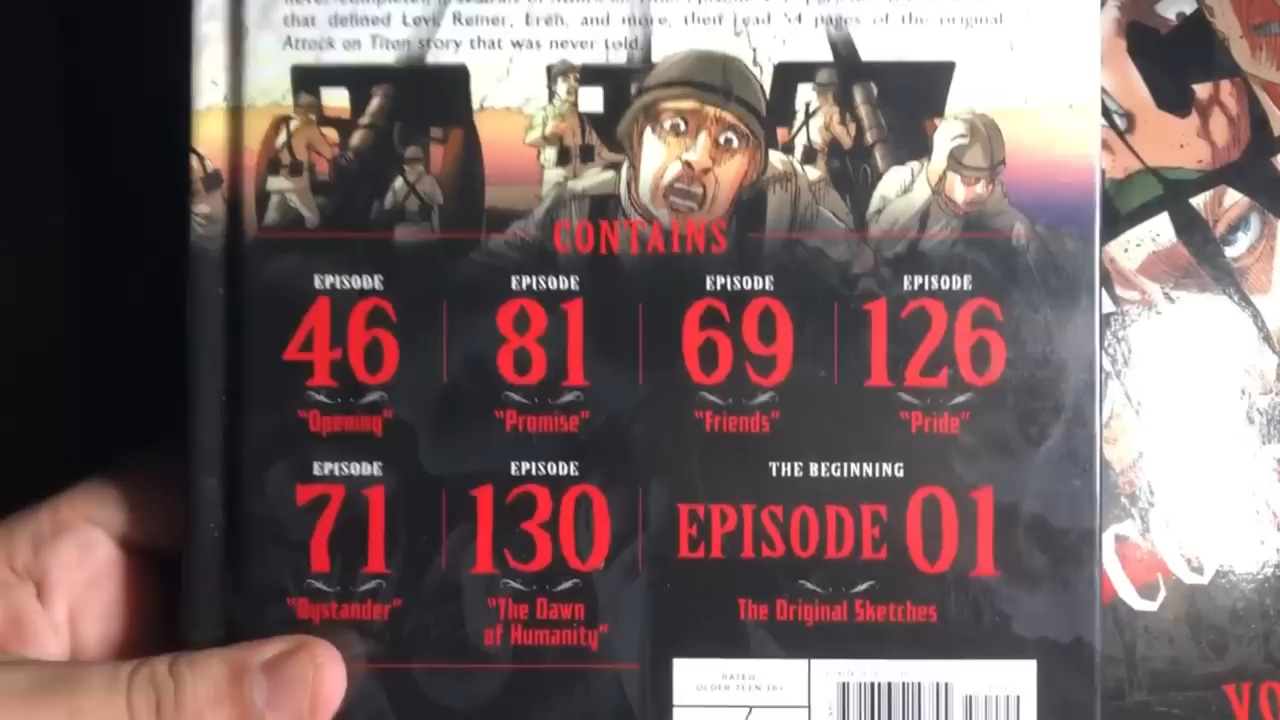 that defined Levi, Reiner, Eren, and more, then read 54 pages of the original
Attack on Titan story that was never told.
CONTAINS
EPISODE
46
"Opening"
EPISODE
81
"Promise"
EPISODE
69
"Friends"
EPISODE
126
"Pride"
EPISODE
71
"Bystander"
EPISODE
130
"The Dawn
of Humanity"
THE BEGINNING
EPISODE 01
The Original Sketches
RATED
OLDER TEEN 16+